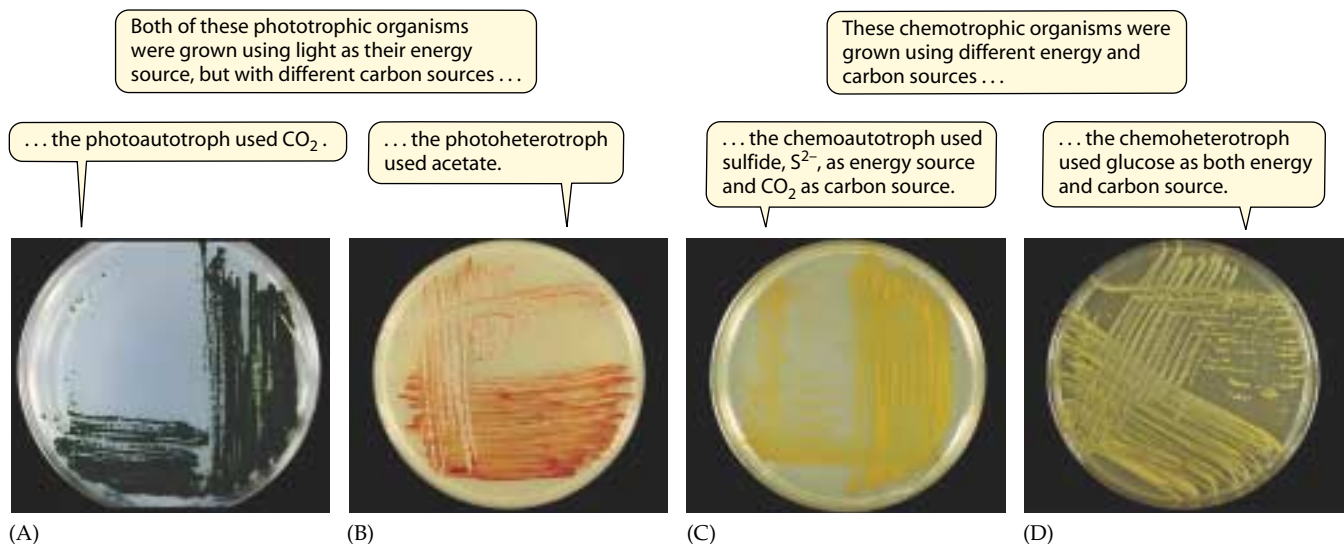 Both of these phototrophic organisms
were grown using light as their energy
source, but with different carbon sources . . .
These chemotrophic organisms were
grown using different energy and
carbon sources . . .
. . . the photoautotroph used CO₂ .
. . . the photoheterotroph
used acetate.
. . . the chemoautotroph used
sulfide, S²⁻, as energy source
and CO₂ as carbon source.
. . . the chemoheterotroph
used glucose as both energy
and carbon source.
(A)
(B)
(C)
(D)